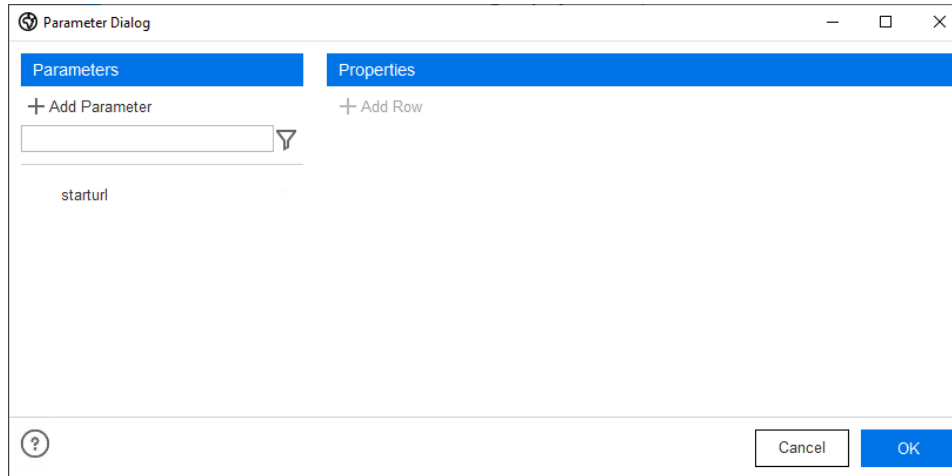 Parameter Dialog
Parameters
Properties
Add Parameter
Add Row
starturl
Cancel
OK